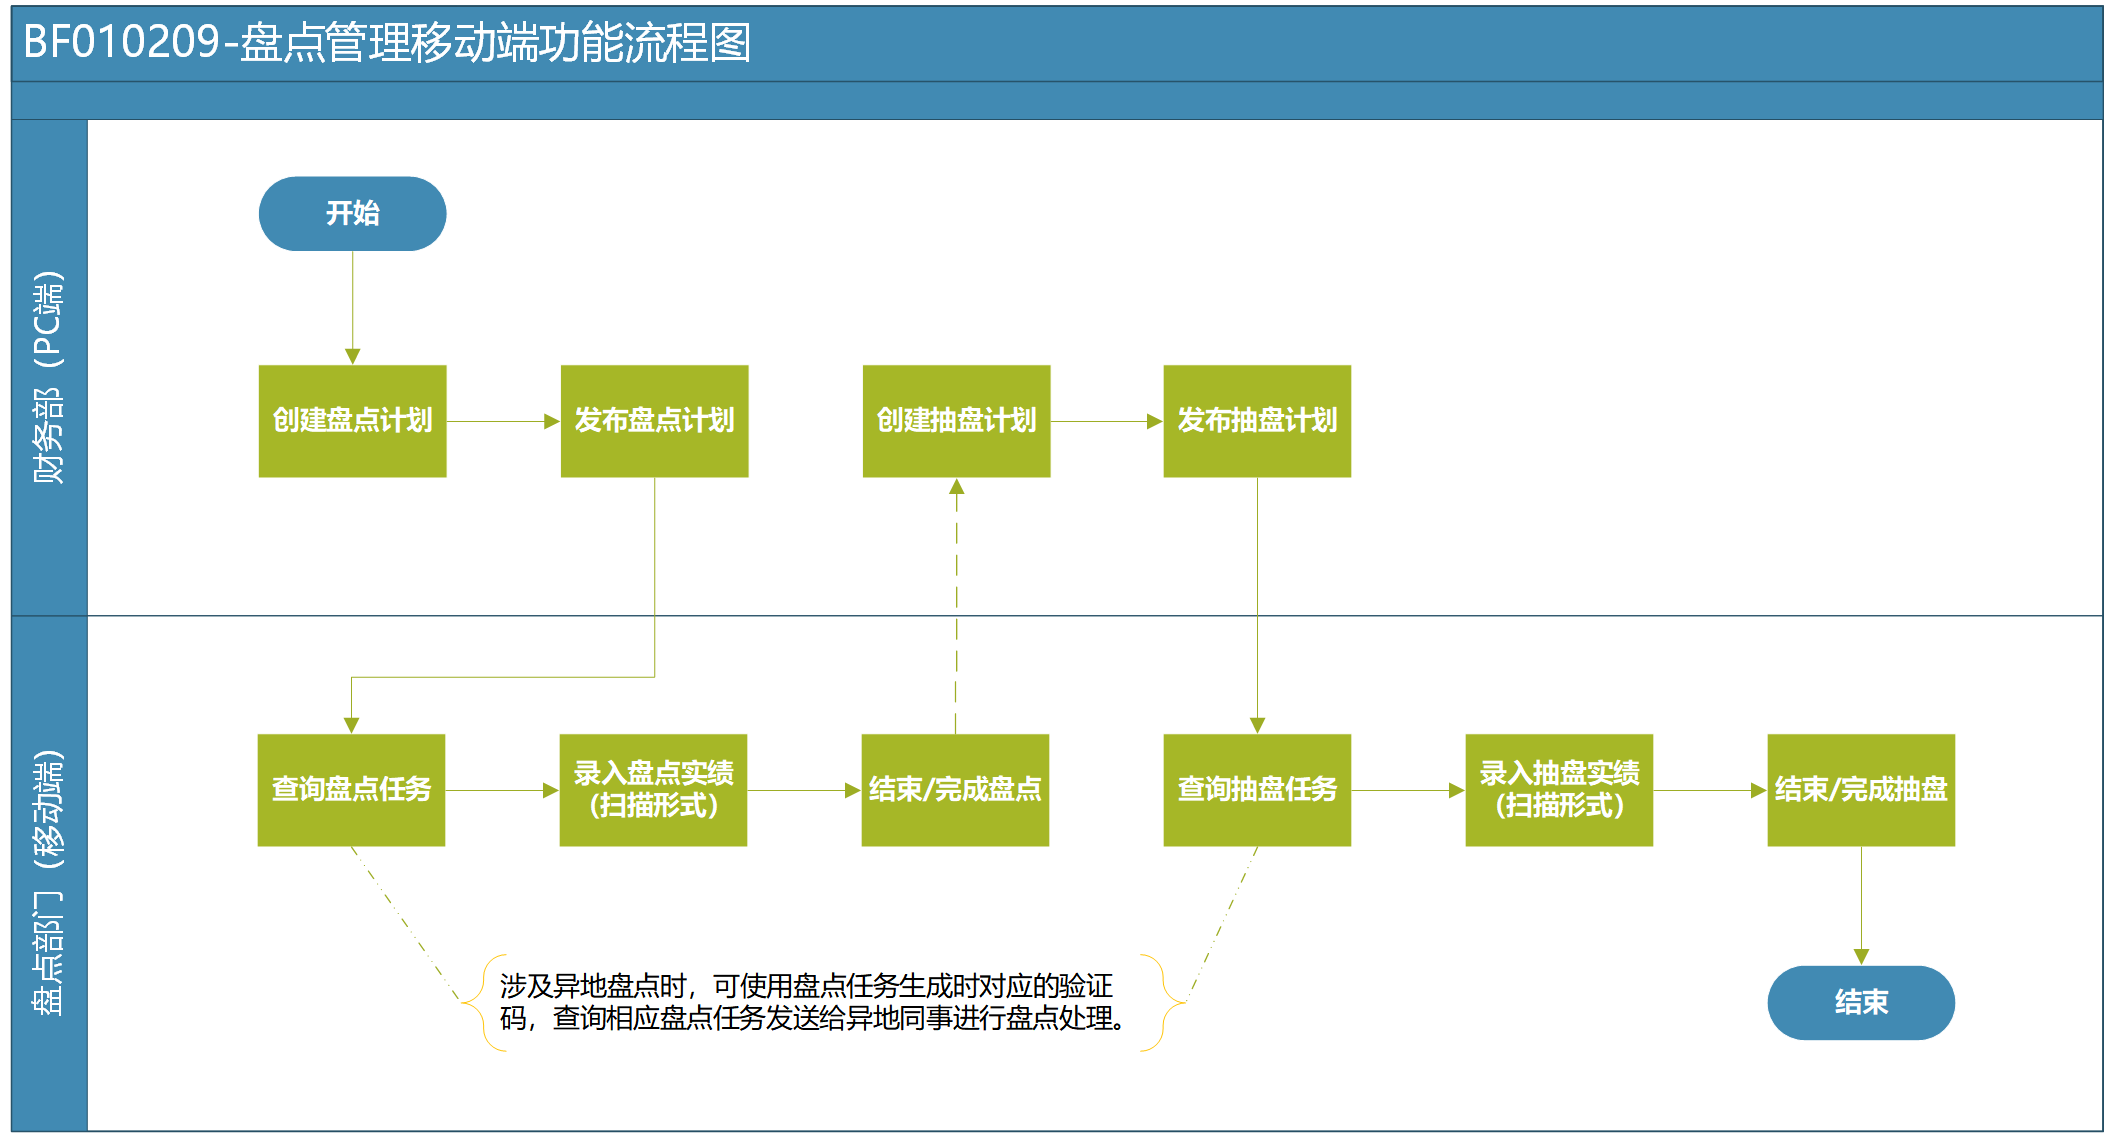 BF010209-盘点管理移动端功能流程图
财务部（PC端）
开始
创建盘点计划
发布盘点计划
创建抽盘计划
发布抽盘计划
盘点部门（移动端）
查询盘点任务
录入盘点实绩
（扫描形式）
结束/完成盘点
查询抽盘任务
录入抽盘实绩
（扫描形式）
结束/完成抽盘
涉及异地盘点时，可使用盘点任务生成时对应的验证
码，查询相应盘点任务发送给异地同事进行盘点处理。
结束